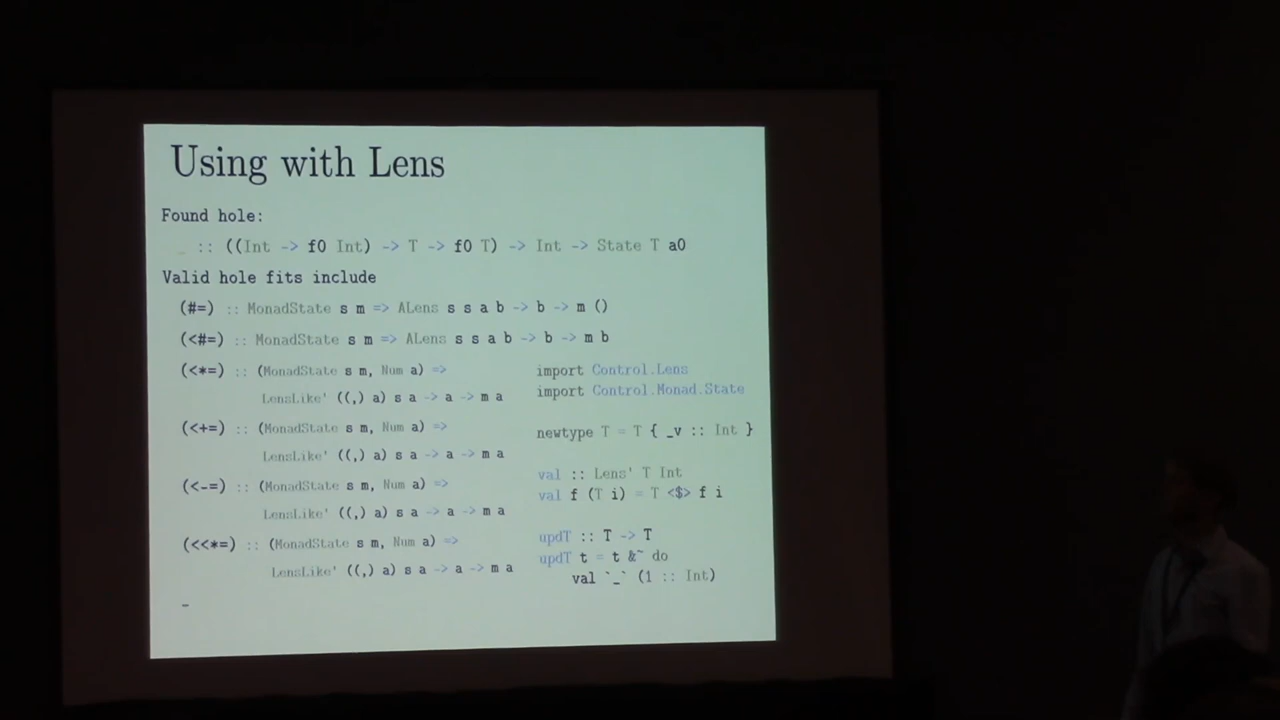 Using with Lens
Found hole:
_ :: ((Int -> f0 Int) -> T -> f0 T) -> Int -> State T a0
Valid hole fits include
(#=) :: MonadState s m => ALens s s a b -> b -> m ()
(<#=) :: MonadState s m => ALens s s a b -> b -> m b
(<*=) :: (MonadState s m, Num a) =>
LensLike' ((,) a) s a -> a -> m a
(<+=) :: (MonadState s m, Num a) =>
LensLike' ((,) a) s a -> a -> m a
(<-=) :: (MonadState s m, Num a) =>
LensLike' ((,) a) s a -> a -> m a
(<<*=) :: (MonadState s m, Num a) =>
LensLike' ((,) a) s a -> a -> m a
import Control.Lens
import Control.Monad.State
newtype T = T { _v :: Int }
val :: Lens' T Int
val f (T i) = T <$> f i
updT :: T -> T
updT t = t &~ do
val `_` (1 :: Int)